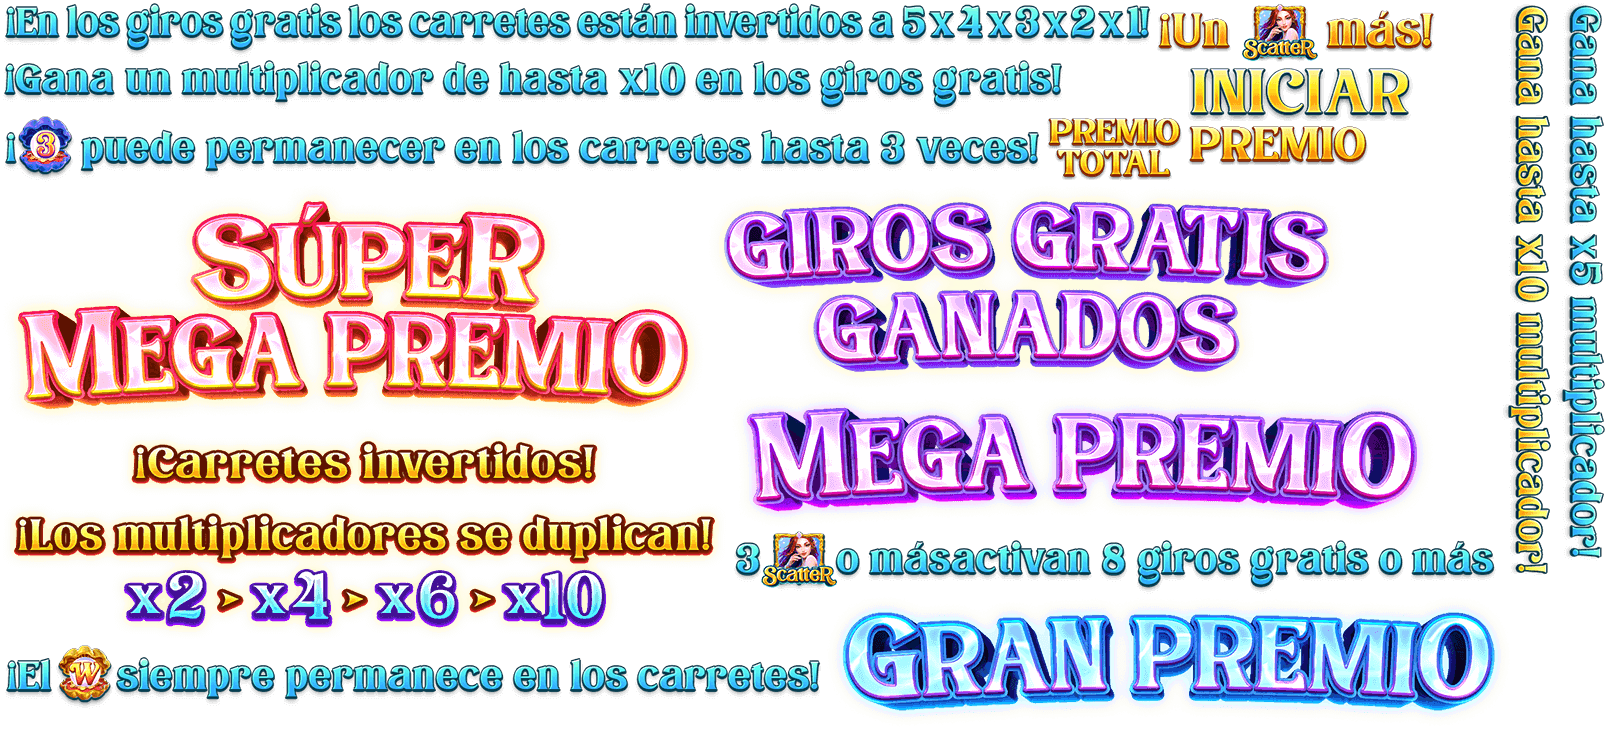 ¡En los giros gratis los carretes están invertidos a 5x4x3x2x1!
¡Un Scatter más!
¡Gana un multiplicador de hasta x10 en los giros gratis!
INICIAR
¡3 puede permanecer en los carretes hasta 3 veces!
PREMIO
TOTAL
PREMIO
SÚPER
MEGA PREMIO
GIROS GRATIS
GANADOS
¡Carretes invertidos!
MEGA PREMIO
¡Los multiplicadores se duplican!
x2 > x4 > x6 > x10
3 Scatter o másactivan 8 giros gratis o más
¡El W siempre permanece en los carretes!
GRAN PREMIO
Gana hasta x10 multiplicador!
Gana hasta x5 multiplicador!